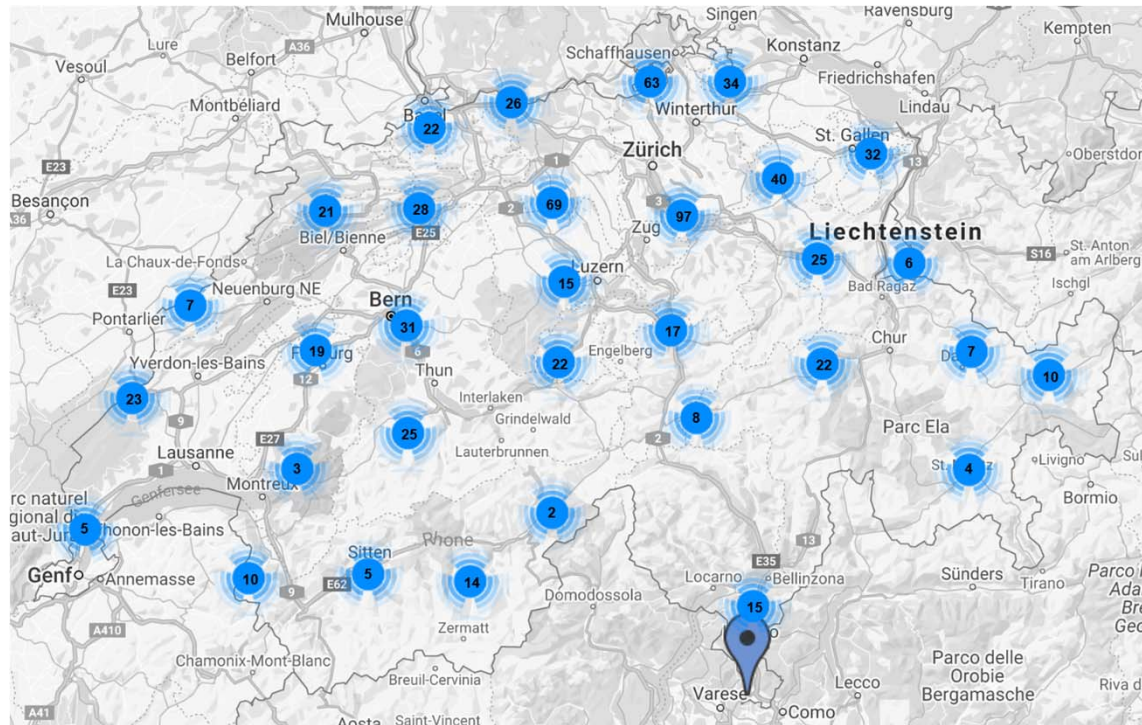 Mulhouse
Singen
Ravensburg
Kempten
A36
Lure
Belfort
Schaffhausen
Konstanz
Vesoul
Friedrichshafen
Montbéliard
63
34
Lindau
26
Winterthur
Basel
22
St. Gallen
E23
1
32
13
Oberstdorf
Zürich
40
Besançon
A36
21
28
69
2
3
97
E25
Biel/Bienne
Zug
Liechtenstein
La Chaux-de-Fonds
25
6
S16
St. Anton
am Arlberg
Luzern
15
Bad Ragaz
Ischgl
E23
7
Neuenburg NE
Bern
Pontarlier
31
17
Chur
19
6
22
Engelberg
22
7
Yverdon-les-Bains
12
Thun
10
23
Interlaken
9
Grindelwald
8
25
Parc Ela
E27
Lauterbrunnen
2
Lausanne
1
3
4
Livigno
Montreux
Genfersee
Bormio
2
5
Thonon-les-Bains
Rhone
Sitten
13
E35
Genf
Annemasse
10
5
14
Locarno
Bellinzona
Sünders
Tirano
E62
9
Domodossola
15
A410
Zermatt
Chamonix-Mont-Blanc
Parco delle
Orobie
Bergamasche
Breuil-Cervinia
Varese
Lecco
A41
Como
Saint-Vincent